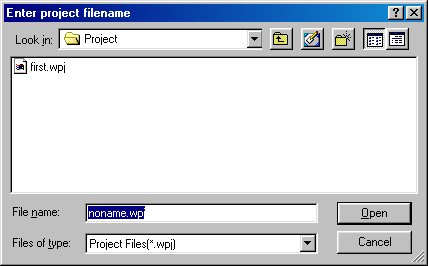 Enter project filename
Look in: Project
first.wpj
File name: noname.wpj Open
Files of type: Project Files(*.wpj) Cancel